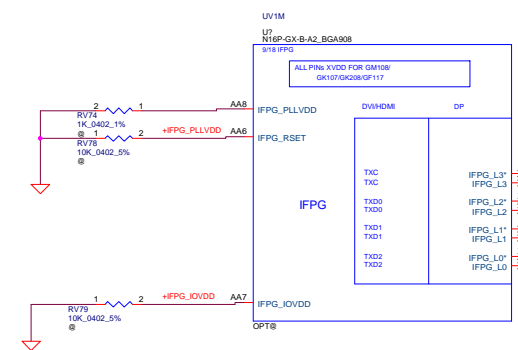 UV1M
U?
N16P-GX-B-A2_BGA908
9/18 IFPG
ALL PINs XVDD FOR GM108/
GK107/GK208/GF117
2 1 AA8 IFPG_PLLVDD DVI/HDMI DP
RV74
1K_0402_1%
@ 1 2 +IFPG_PLLVDD AA6 IFPG_RSET
RV78
10K_0402_5%
@
TXC IFPG_L3*
TXC IFPG_L3
IFPG TXD0 IFPG_L2*
TXD0 IFPG_L2
TXD1 IFPG_L1*
TXD1 IFPG_L1
TXD2 IFPG_L0*
TXD2 IFPG_L0
1 2 +IFPG_IOVDD AA7 IFPG_IOVDD
RV79
10K_0402_5%
@
OPT@